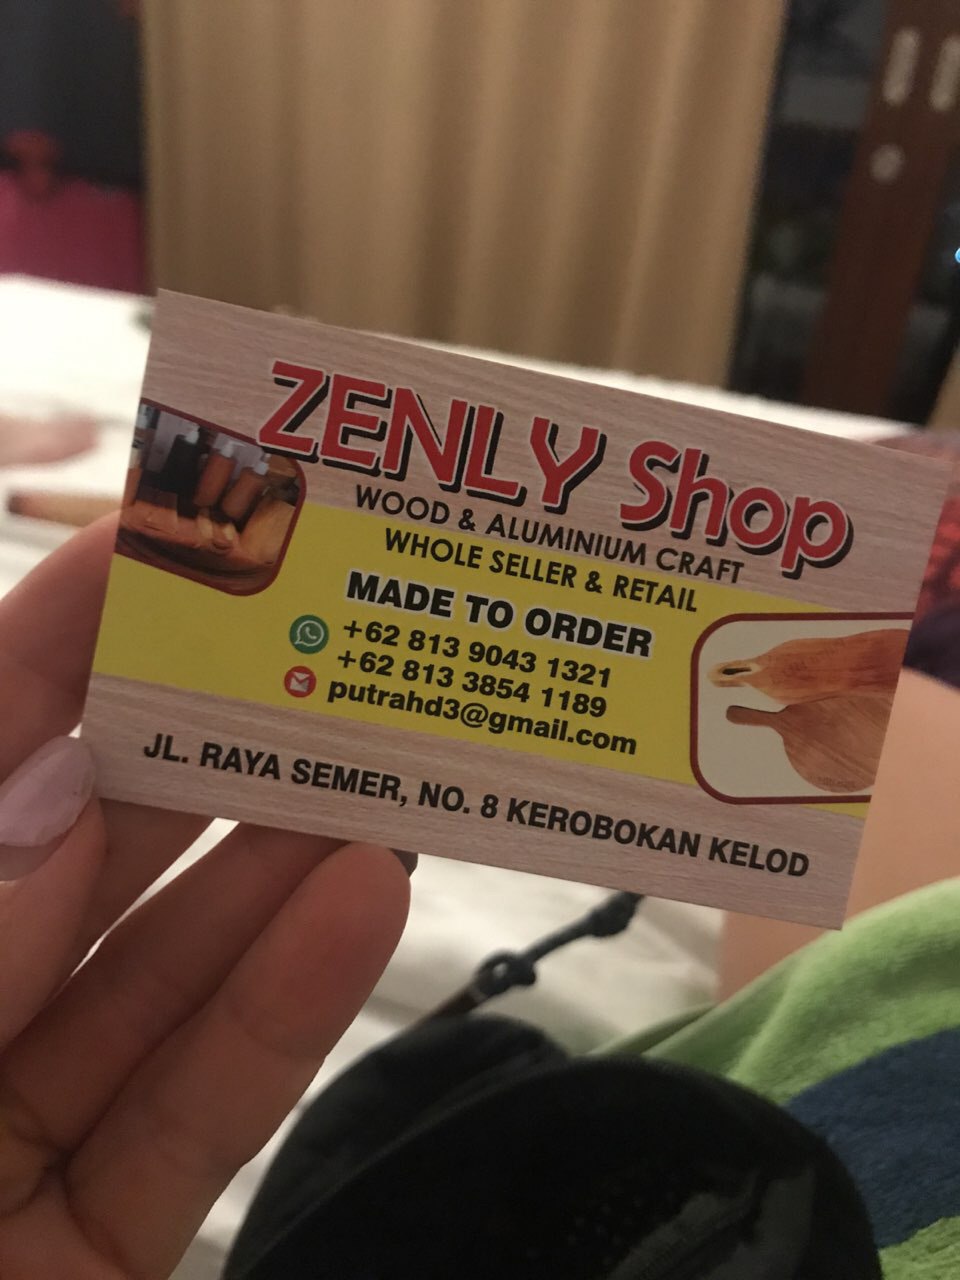 ZENLY Shop
WOOD & ALUMINIUM CRAFT
WHOLE SELLER & RETAIL
MADE TO ORDER
+62 813 9043 1321
+62 813 3854 1189
putrahd3@gmail.com
JL. RAYA SEMER, NO. 8 KEROBOKAN KELOD